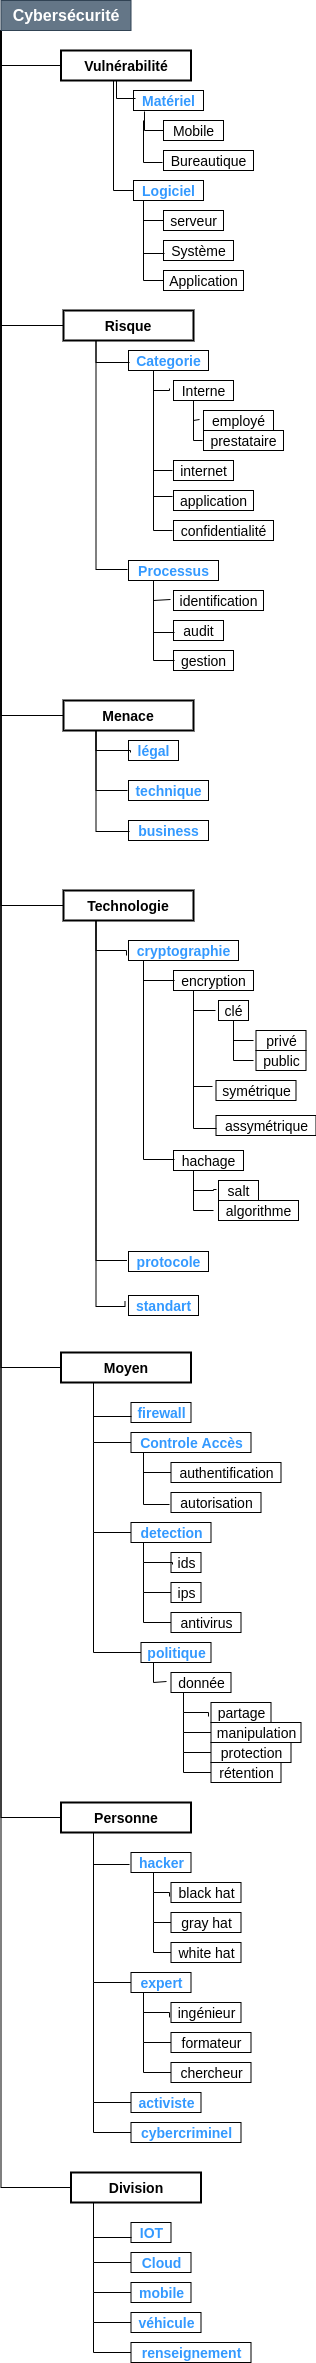 Cybersécurité
Vulnérabilité
Matériel
Mobile
Bureautique
Logiciel
serveur
Système
Application
Risque
Categorie
Interne
employé
prestataire
internet
application
confidentialité
Processus
identification
audit
gestion
Menace
légal
technique
business
Technologie
cryptographie
encryption
clé
privé
public
symétrique
assymétrique
hachage
salt
algorithme
protocole
standart
Moyen
firewall
Controle Accès
authentification
autorisation
detection
ids
ips
antivirus
politique
donnée
partage
manipulation
protection
rétention
Personne
hacker
black hat
gray hat
white hat
expert
ingénieur
formateur
chercheur
activiste
cybercriminel
Division
IOT
Cloud
mobile
véhicule
renseignement